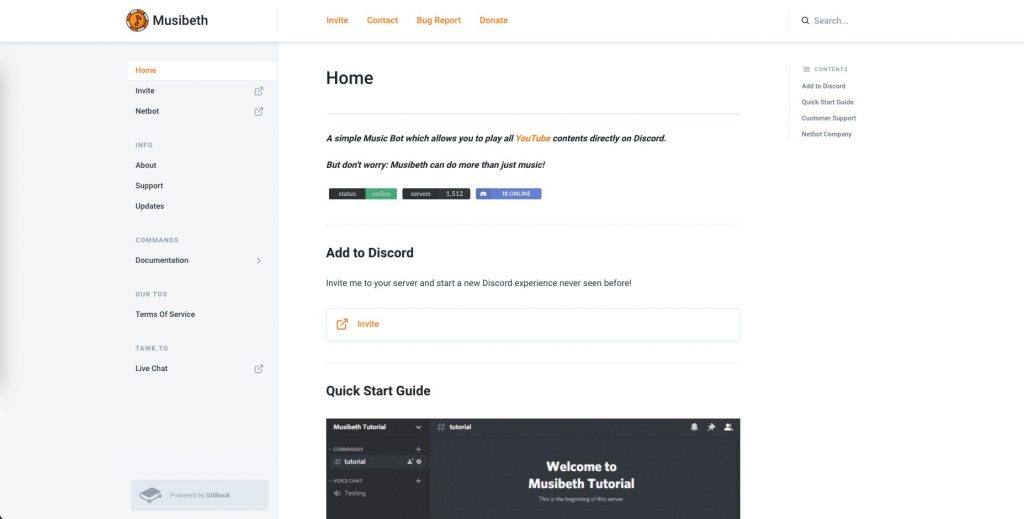 Musibeth
Invite Contact Bug Report Donate
Search...
Home
Invite
Netbot
INFO
About
Support
Updates
COMMANDS
Documentation
OUR TOS
Terms Of Service
TAWK.TO
Live Chat
Powered by GitBook
Home
A simple Music Bot which allows you to play all YouTube contents directly on Discord.
But don't worry: Musibeth can do more than just music!
status online servers 1,512 18 ONLINE
Add to Discord
Invite me to your server and start a new Discord experience never seen before!
Invite
Quick Start Guide
Musibeth Tutorial
COMMANDS
# tutorial
VOICE CHAT
Testing
# tutorial
Welcome to
Musibeth Tutorial
This is the beginning of this server.
CONTENTS
Add to Discord
Quick Start Guide
Customer Support
Netbot Company